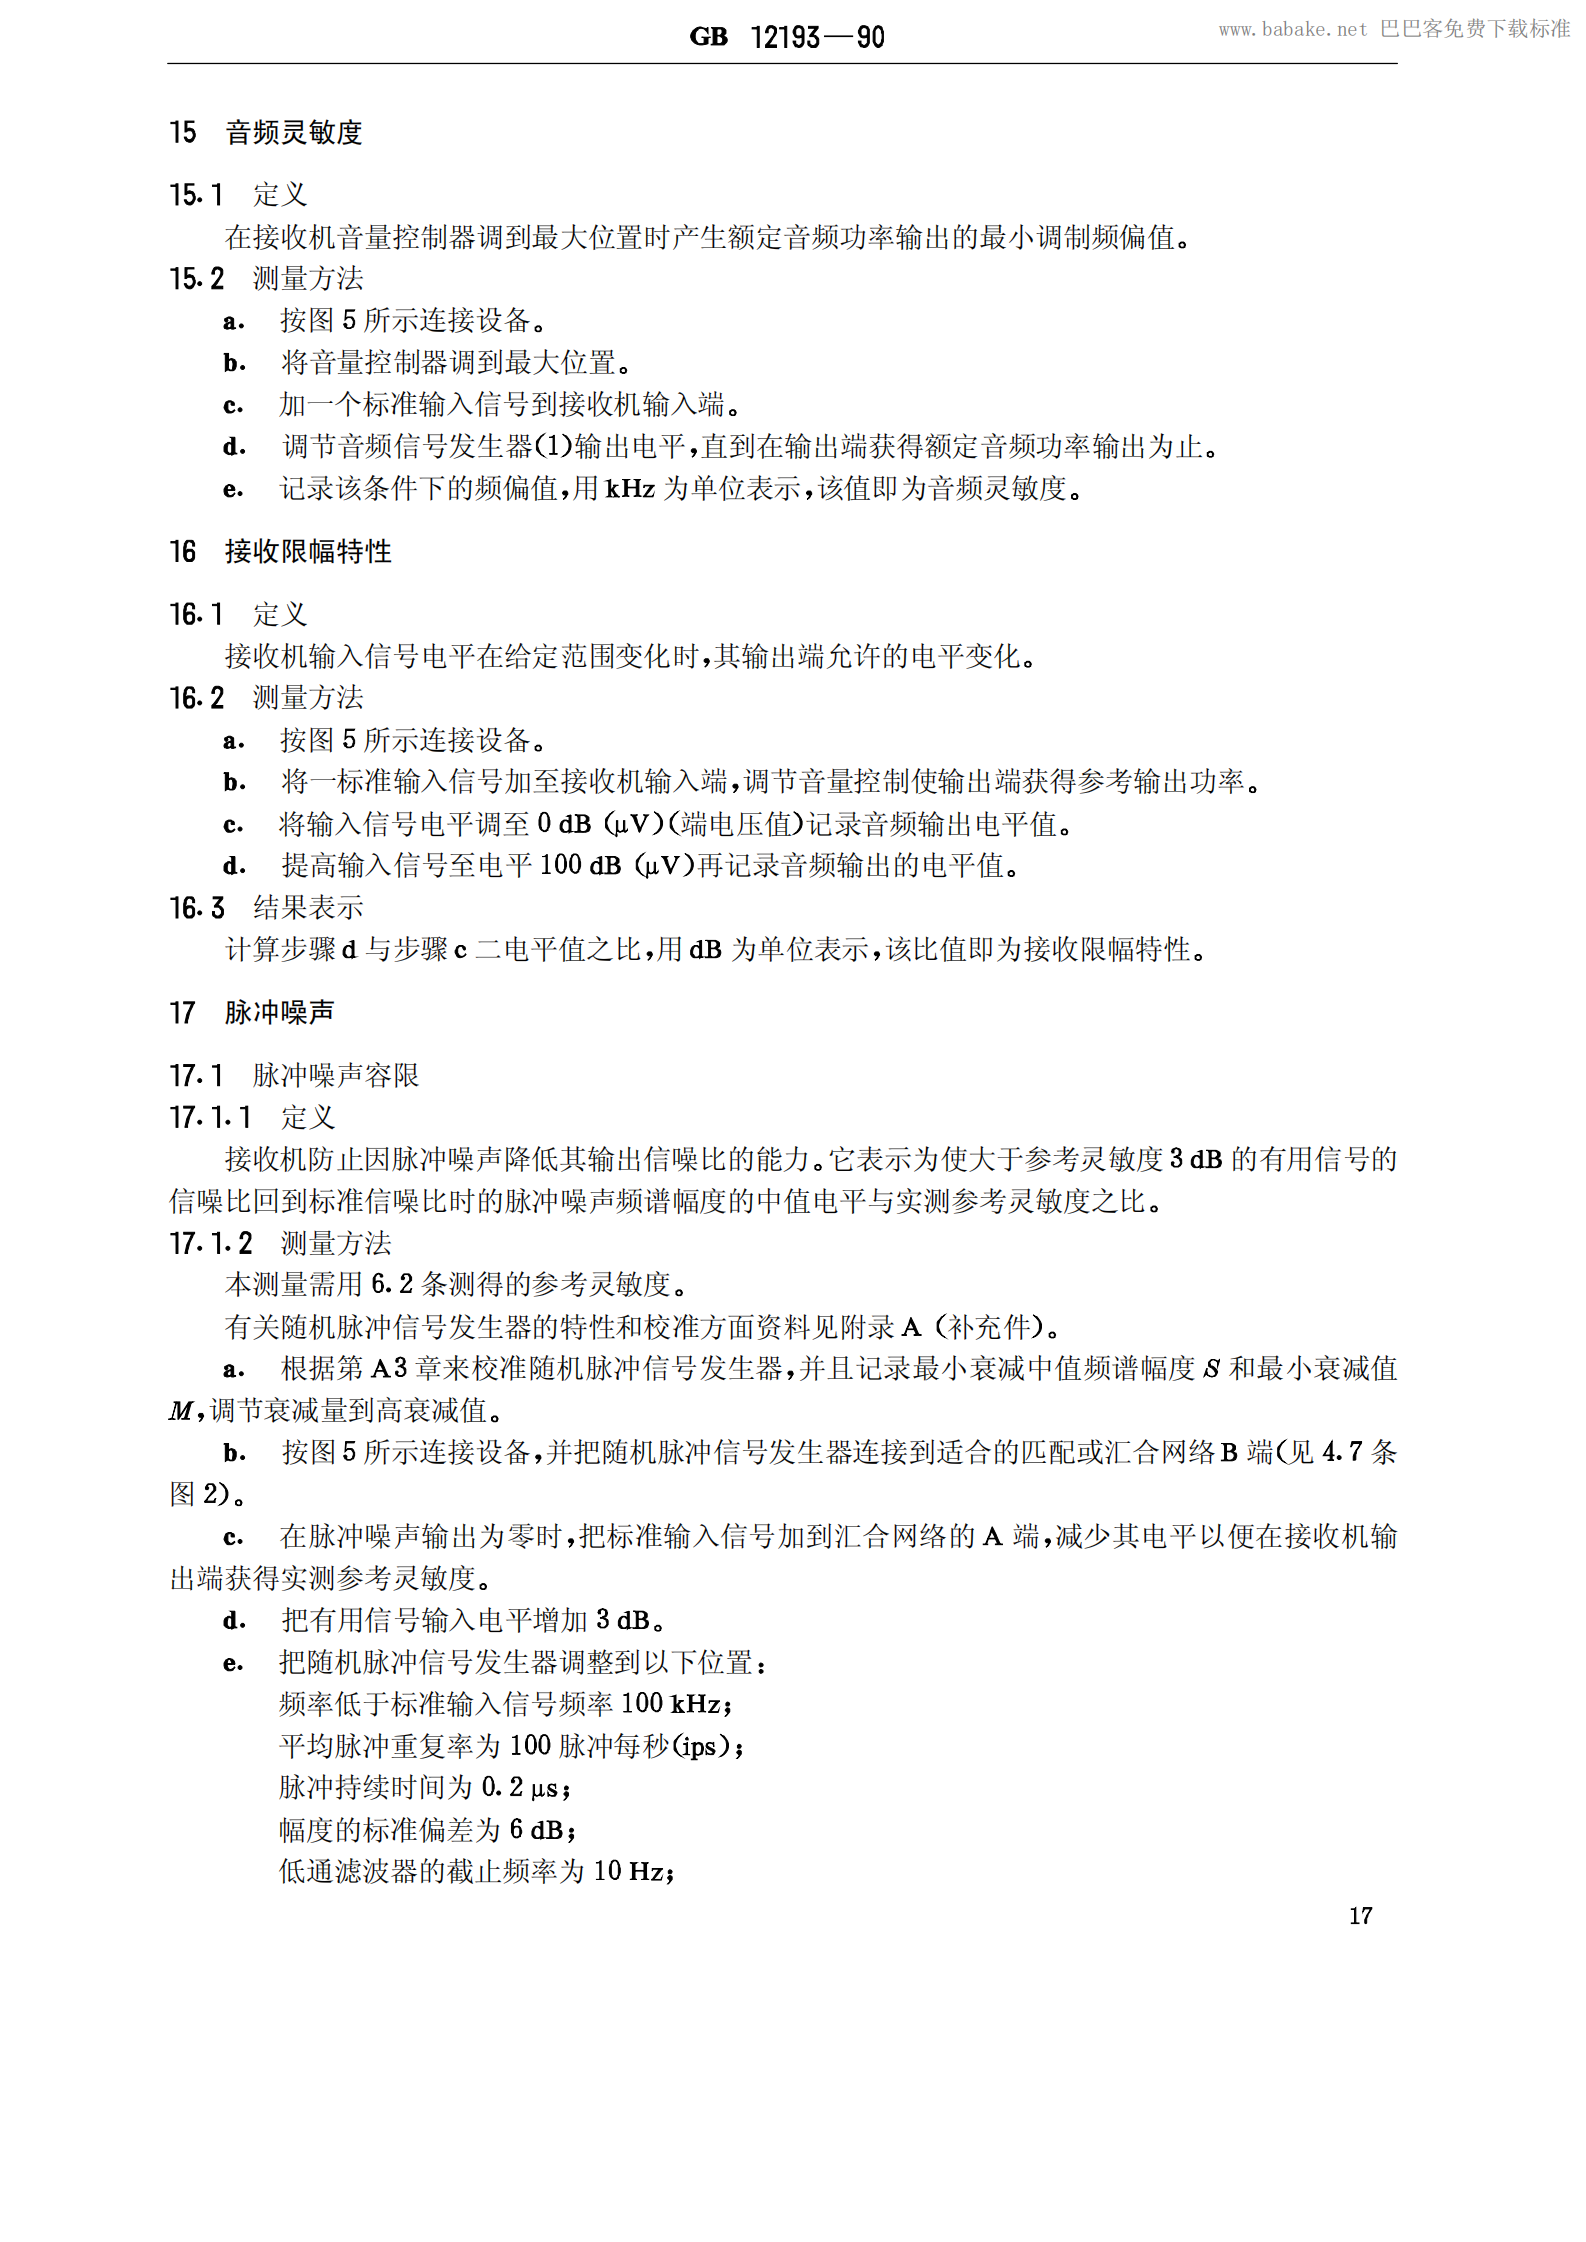 GB 12193—90
www.babake.net 巴巴客免费下载标准
15 音频灵敏度
15.1 定义
在接收机音量控制器调到最大位置时产生额定音频功率输出的最小调制频偏值。
15.2 测量方法
a. 按图5所示连接设备。
b. 将音量控制器调到最大位置。
c. 加一个标准输入信号到接收机输入端。
d. 调节音频信号发生器(1)输出电平,直到在输出端获得额定音频功率输出为止。
e. 记录该条件下的频偏值,用kHz为单位表示,该值即为音频灵敏度。
16 接收限幅特性
16.1 定义
接收机输入信号电平在给定范围变化时,其输出端允许的电平变化。
16.2 测量方法
a. 按图5所示连接设备。
b. 将一标准输入信号加至接收机输入端,调节音量控制使输出端获得参考输出功率。
c. 将输入信号电平调至0 dB (μV)(端电压值)记录音频输出电平值。
d. 提高输入信号至电平100 dB (μV)再记录音频输出的电平值。
16.3 结果表示
计算步骤d与步骤c二电平值之比,用dB为单位表示,该比值即为接收限幅特性。
17 脉冲噪声
17.1 脉冲噪声容限
17.1.1 定义
接收机防止因脉冲噪声降低其输出信噪比的能力。它表示为使大于参考灵敏度3 dB的有用信号的
信噪比回到标准信噪比时的脉冲噪声频谱幅度的中值电平与实测参考灵敏度之比。
17.1.2 测量方法
本测量需用6.2条测得的参考灵敏度。
有关随机脉冲信号发生器的特性和校准方面资料见附录A (补充件)。
a. 根据第A3章来校准随机脉冲信号发生器,并且记录最小衰减中值频谱幅度S和最小衰减值
M,调节衰减量到高衰减值。
b. 按图5所示连接设备,并把随机脉冲信号发生器连接到适合的匹配或汇合网络B端(见4.7条
图2)。
c. 在脉冲噪声输出为零时,把标准输入信号加到汇合网络的A端,减少其电平以便在接收机输
出端获得实测参考灵敏度。
d. 把有用信号输入电平增加3 dB。
e. 把随机脉冲信号发生器调整到以下位置:
频率低于标准输入信号频率100 kHz;
平均脉冲重复率为100脉冲每秒(ips);
脉冲持续时间为0.2 μs;
幅度的标准偏差为6 dB;
低通滤波器的截止频率为10 Hz;
17